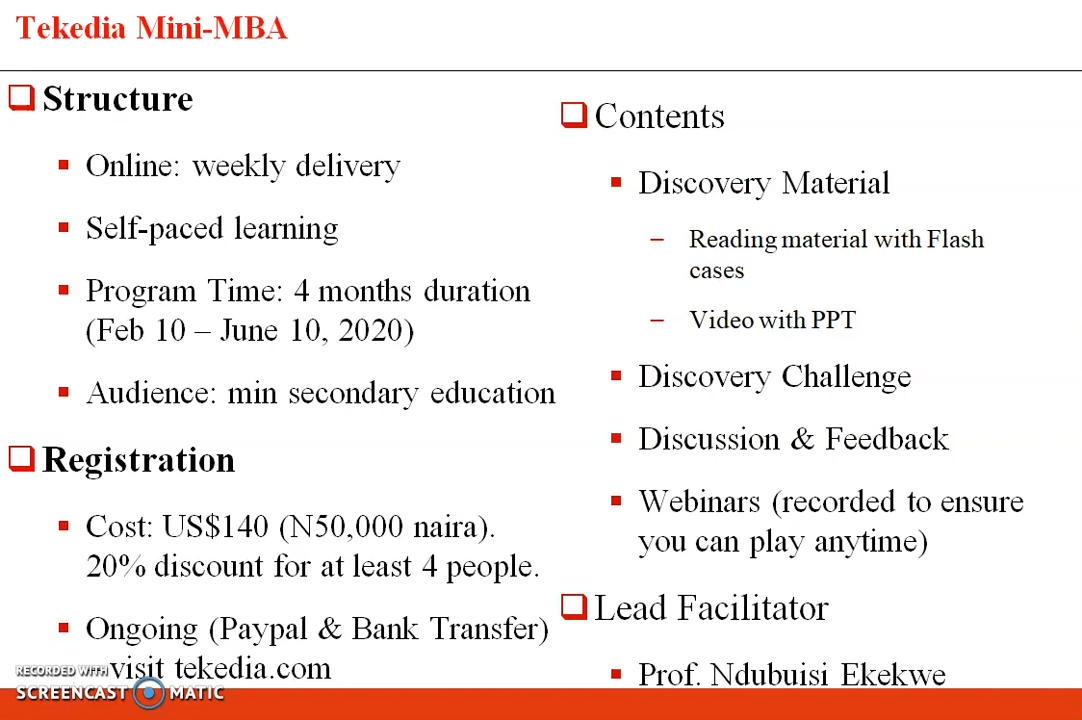 Tekedia Mini-MBA
Structure
Online: weekly delivery
Self-paced learning
Program Time: 4 months duration
(Feb 10 – June 10, 2020)
Audience: min secondary education
Registration
Cost: US$140 (N50,000 naira).
20% discount for at least 4 people.
Ongoing (Paypal & Bank Transfer)
visit tekedia.com
Contents
Discovery Material
– Reading material with Flash
cases
– Video with PPT
Discovery Challenge
Discussion & Feedback
Webinars (recorded to ensure
you can play anytime)
Lead Facilitator
Prof. Ndubuisi Ekekwe
RECORDED WITH
SCREENCAST MATIC